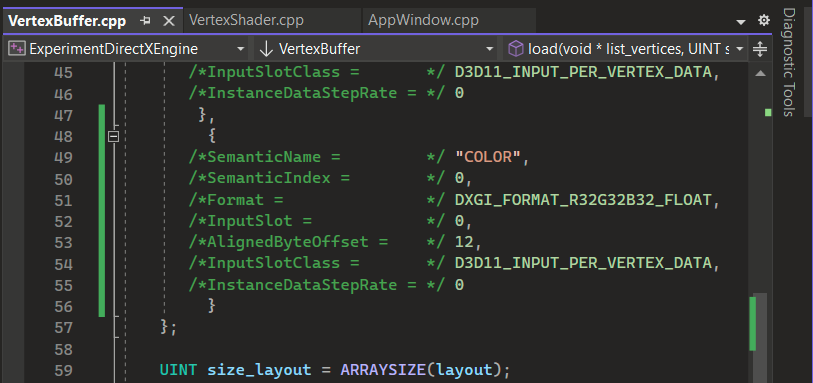 VertexBuffer.cpp VertexShader.cpp AppWindow.cpp
ExperimentDirectXEngine VertexBuffer load(void * list_vertices, UINT s
Diagnostic Tools
45 /*InputSlotClass = */ D3D11_INPUT_PER_VERTEX_DATA,
46 /*InstanceDataStepRate = */ 0
47 },
48 {
49 /*SemanticName = */ "COLOR",
50 /*SemanticIndex = */ 0,
51 /*Format = */ DXGI_FORMAT_R32G32B32_FLOAT,
52 /*InputSlot = */ 0,
53 /*AlignedByteOffset = */ 12,
54 /*InputSlotClass = */ D3D11_INPUT_PER_VERTEX_DATA,
55 /*InstanceDataStepRate = */ 0
56 }
57 };
58
59 UINT size_layout = ARRAYSIZE(layout);